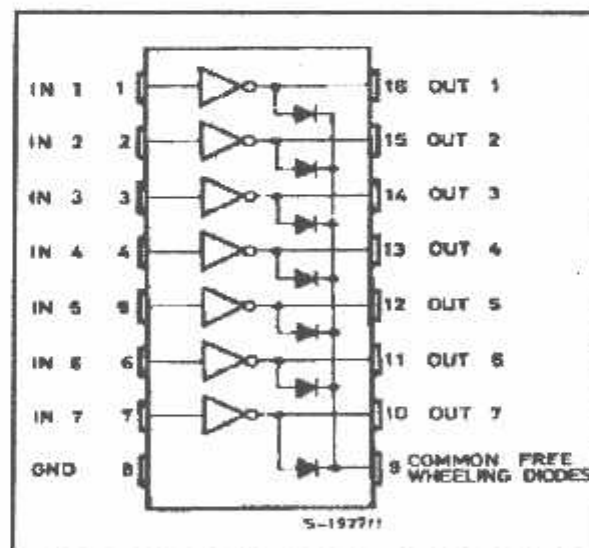 IN 1 1 16 OUT 1
IN 2 2 15 OUT 2
IN 3 3 14 OUT 3
IN 4 4 13 OUT 4
IN 5 5 12 OUT 5
IN 6 6 11 OUT 6
IN 7 7 10 OUT 7
GND 8 9 COMMON FREE
WHEELING DIODES